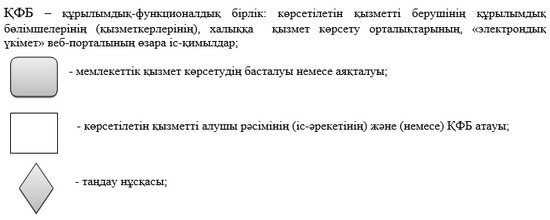 ҚФБ – құрылымдық-функционалдық бірлік: көрсетілетін қызметті берушінің құрылымдық
бөлімшелерінің (қызметкерлерінің), халыққа қызмет көрсету орталықтарының, «электрондық
үкімет» веб-порталының өзара іс-қимылдар;
- мемлекеттік қызмет көрсетудің басталуы немесе аяқталуы;
- көрсетілетін қызметті алушы рәсімінің (іс-әрекетінің) және (немесе) ҚФБ атауы;
- таңдау нұсқасы;